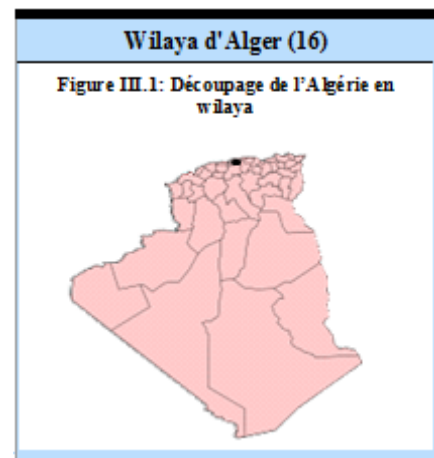 Wilaya d'Alger (16)
Figure III.1: Découpage de l’Algérie en
wilaya